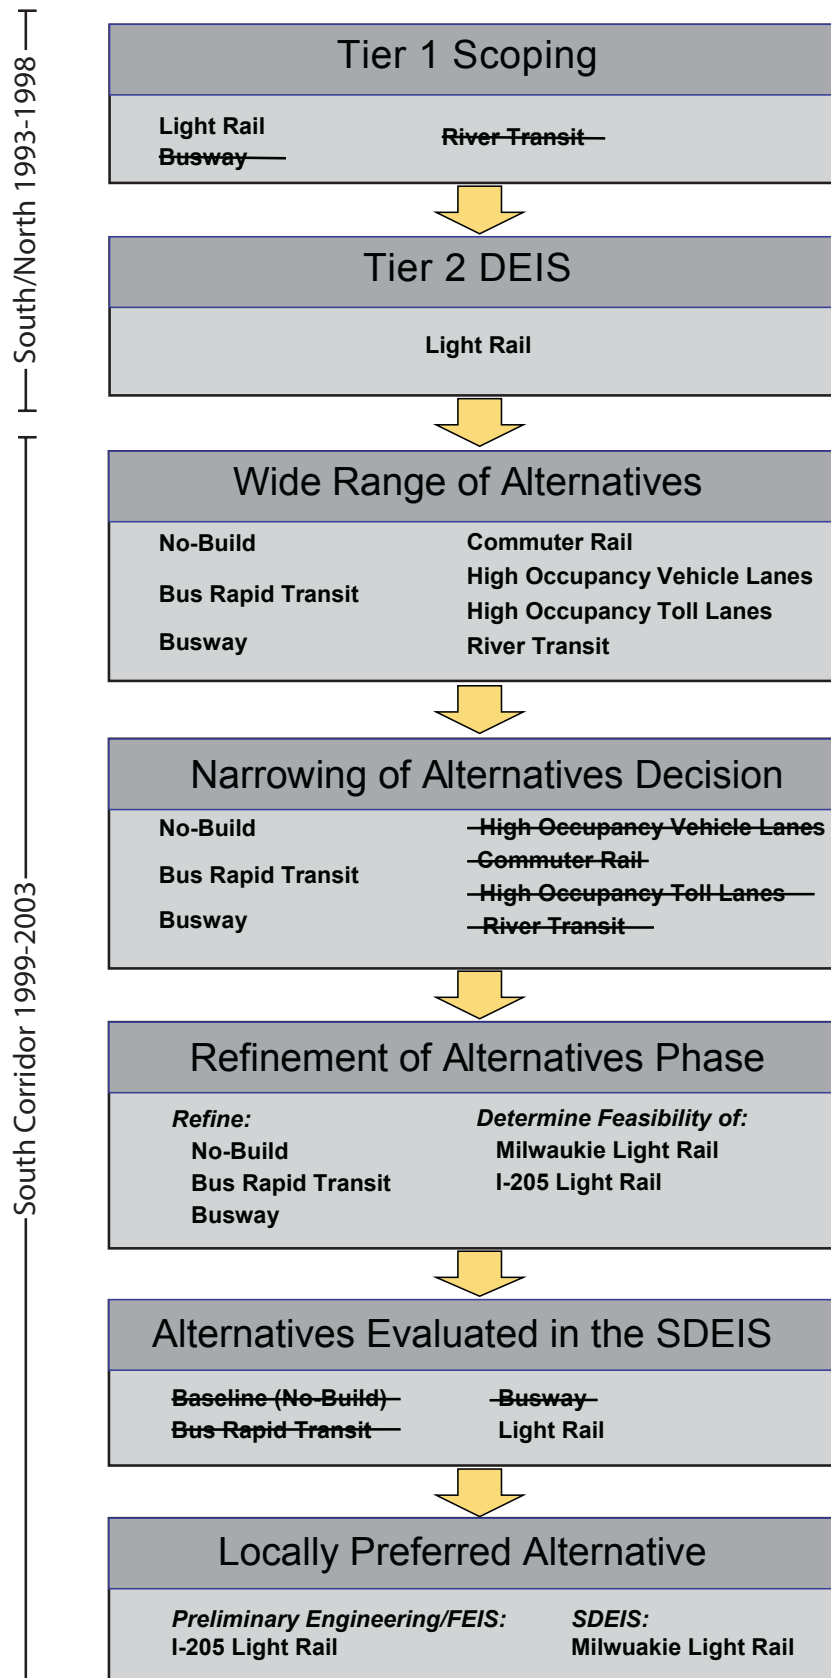 South/North 1993-1998
Tier 1 Scoping
Light Rail
Busway
River Transit
Tier 2 DEIS
Light Rail
South Corridor 1999-2003
Wide Range of Alternatives
No-Build
Bus Rapid Transit
Busway
Commuter Rail
High Occupancy Vehicle Lanes
High Occupancy Toll Lanes
River Transit
Narrowing of Alternatives Decision
No-Build
Bus Rapid Transit
Busway
High Occupancy Vehicle Lanes
Commuter Rail
High Occupancy Toll Lanes
River Transit
Refinement of Alternatives Phase
Refine:
No-Build
Bus Rapid Transit
Busway
Determine Feasibility of:
Milwaukie Light Rail
I-205 Light Rail
Alternatives Evaluated in the SDEIS
Baseline (No-Build)
Bus Rapid Transit
Busway
Light Rail
Locally Preferred Alternative
Preliminary Engineering/FEIS:
I-205 Light Rail
SDEIS:
Milwuakie Light Rail